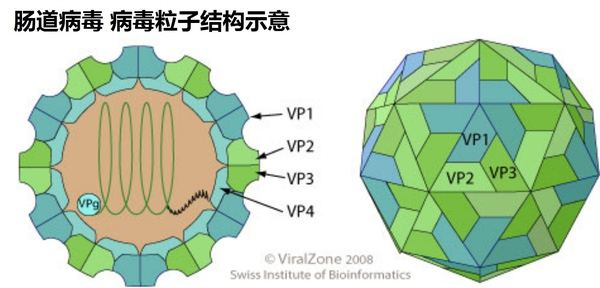 肠道病毒 病毒粒子结构示意
VP1
VP2
VP3
VP4
VPg
VP1
VP2
VP3
© ViralZone 2008
Swiss Institute of Bioinformatics